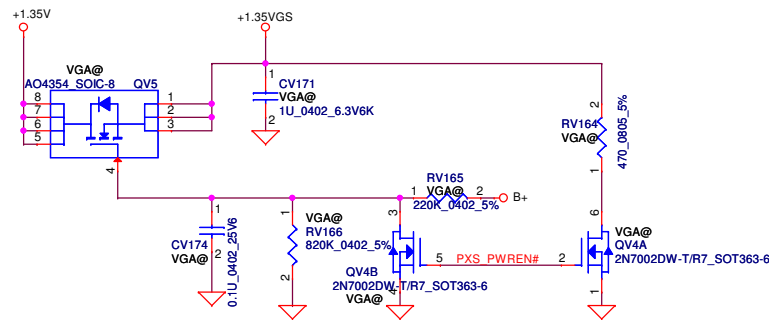 +1.35V
+1.35VGS
VGA@
AO4354_SOIC-8
QV5
8
7
6
5
1
2
3
4
1
CV171
VGA@
1U_0402_6.3V6K
2
2
RV164
VGA@
470_0805_5%
1
RV165
1
VGA@
2
B+
220K_0402_5%
1
CV174
VGA@
0.1U_0402_25V6
2
1
VGA@
RV166
820K_0402_5%
2
3
5
PXS_PWREN#
2
QV4B
2N7002DW-T/R7_SOT363-6
VGA@
4
6
VGA@
QV4A
2N7002DW-T/R7_SOT363-6
1